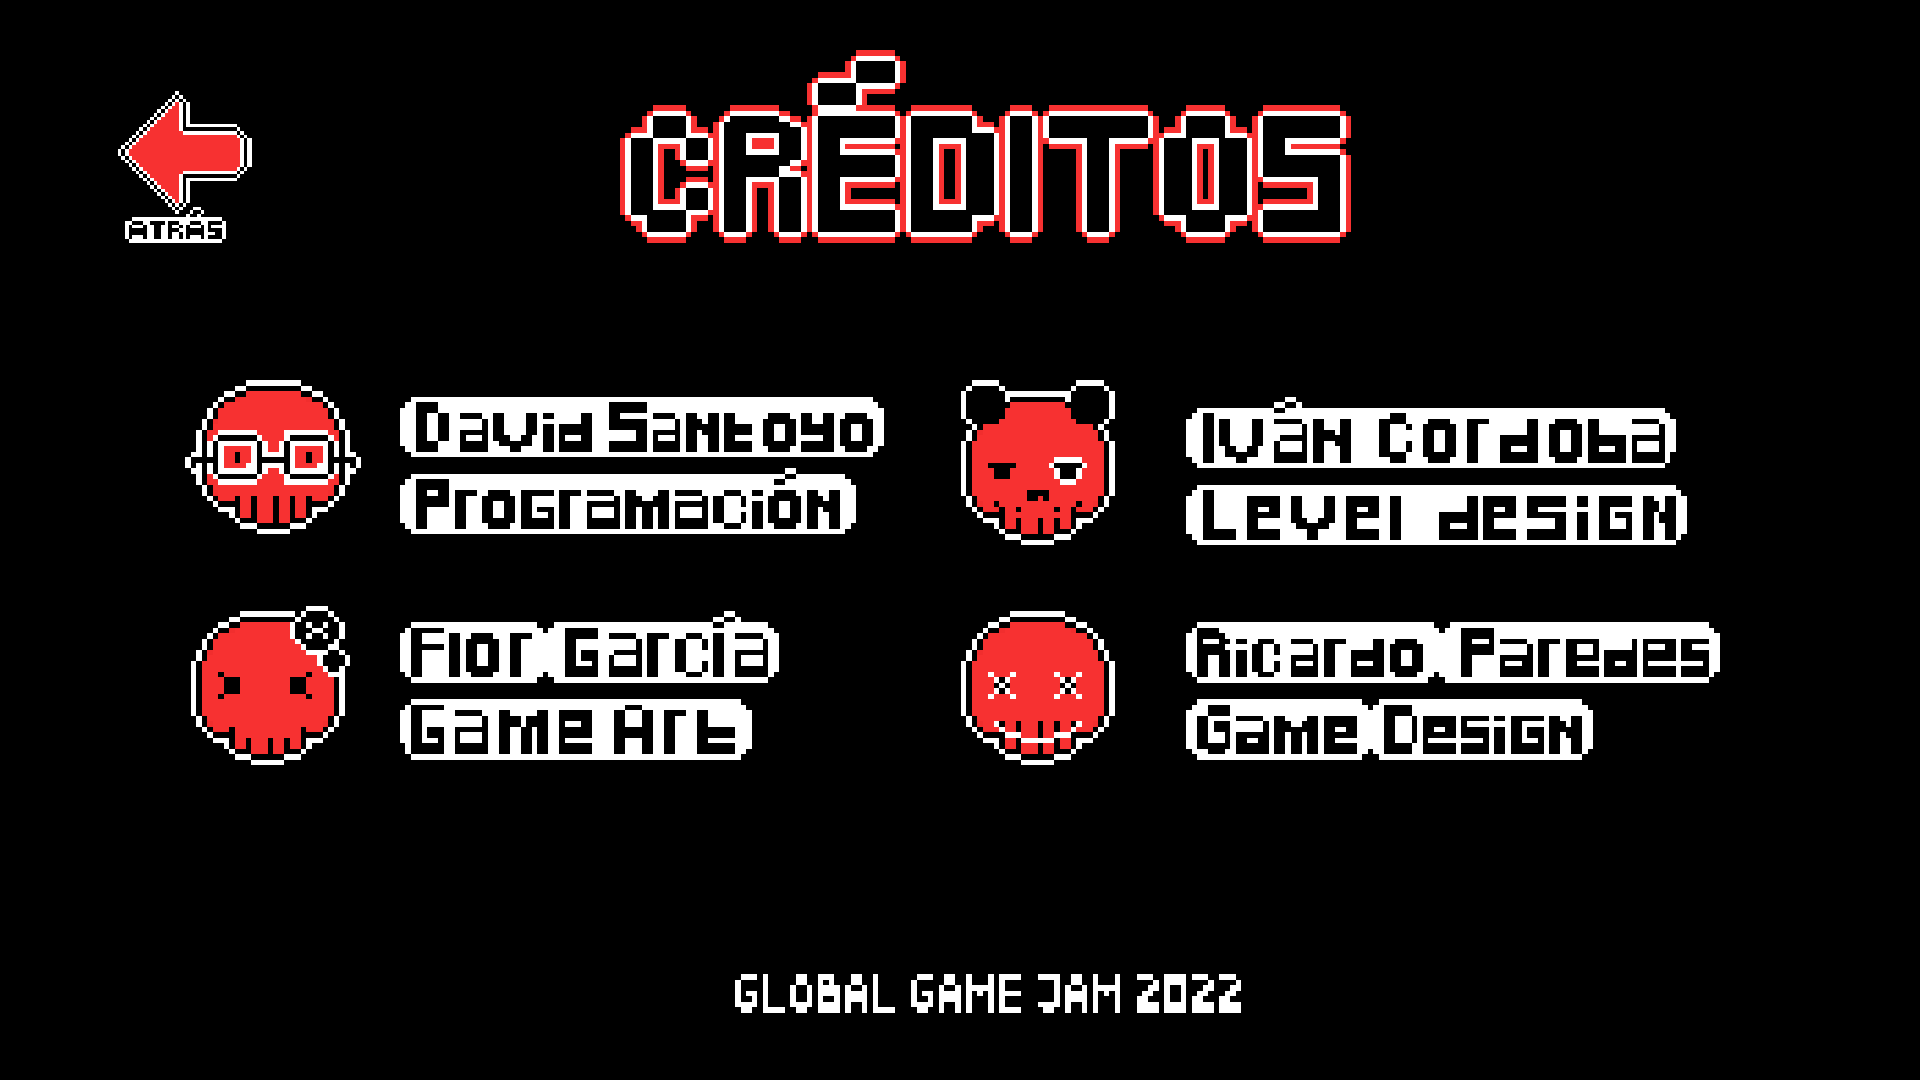 CRÉDITOS
ATRÁS
David Santoyo
Programación
Iván Cordoba
Level design
Flor García
Game Art
Ricardo Paredes
Game Design
GLOBAL GAME JAM 2022